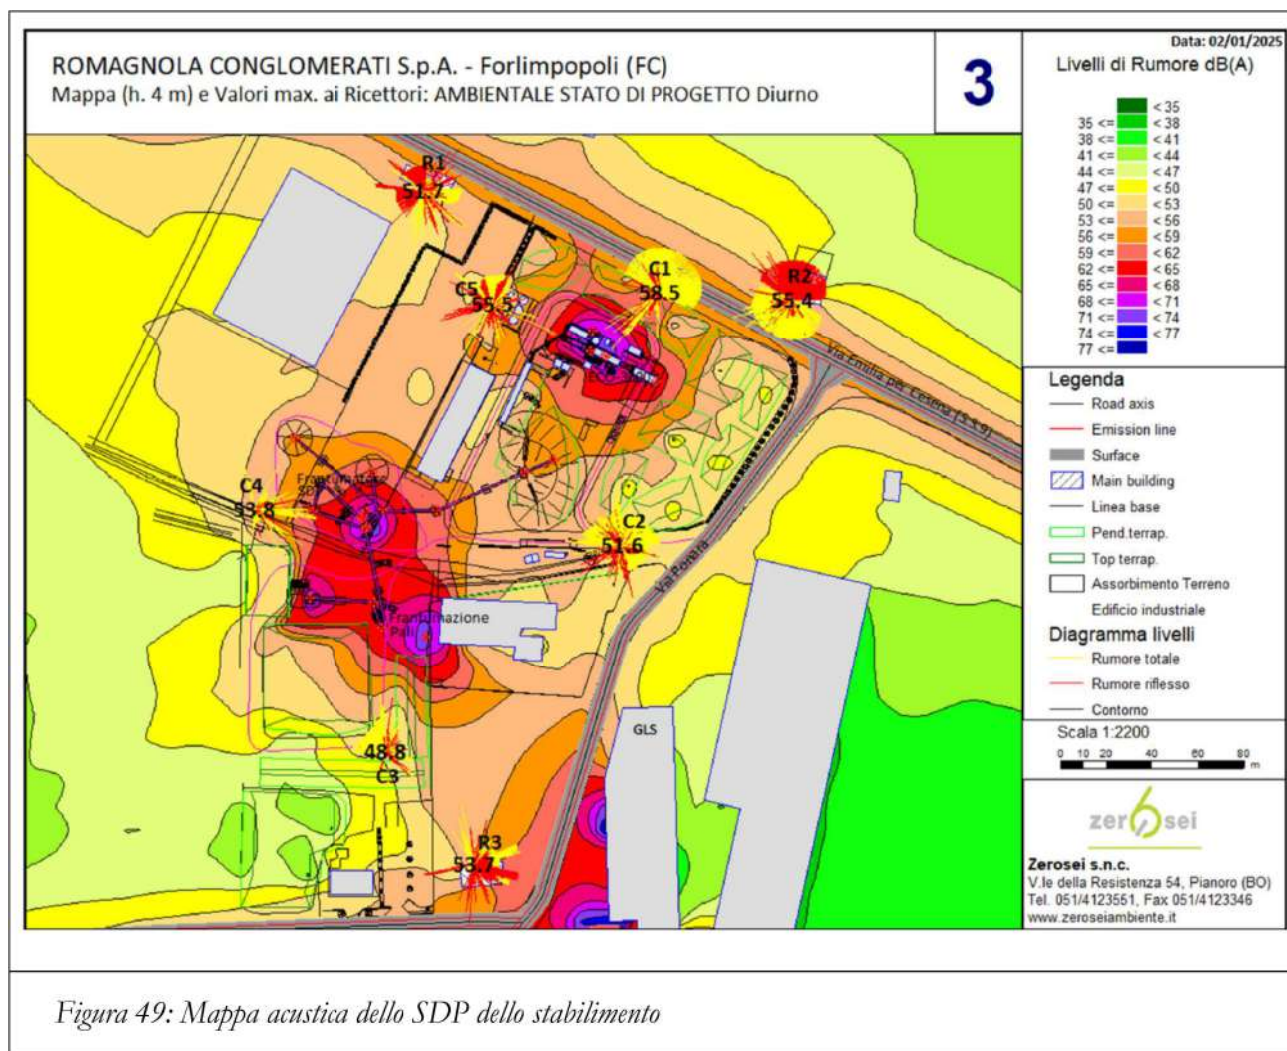 ROMAGNOLA CONGLOMERATI S.p.A. - Forlimpopoli (FC)
Mappa (h. 4 m) e Valori max. ai Ricettori: AMBIENTALE STATO DI PROGETTO Diurno
3
Data: 02/01/2025
Livelli di Rumore dB(A)
< 35
35 <= < 38
38 <= < 41
41 <= < 44
44 <= < 47
47 <= < 50
50 <= < 53
53 <= < 56
56 <= < 59
59 <= < 62
62 <= < 65
65 <= < 68
68 <= < 71
71 <= < 74
74 <= < 77
77 <=
Legenda
Road axis
Emission line
Surface
Main building
Linea base
Pend.terrap.
Top terrap.
Assorbimento Terreno
Edificio industriale
Diagramma livelli
Rumore totale
Rumore riflesso
Contorno
Scala 1:2200
0 10 20 40 60 80
m
zer6sei
Zerosei s.n.c.
V.le della Resistenza 54, Pianoro (BO)
Tel. 051/4123551, Fax 051/4123346
www.zeroseiambiente.it
R1
51.7
C1
58.5
R2
55.4
C5
55.5
Via Emilia per Cesena (S.S.9)
Frantumatore
C4
53.8
C2
51.6
Frantumazione
Pali
GLS
48.8
C3
R3
53.7
Figura 49: Mappa acustica dello SDP dello stabilimento